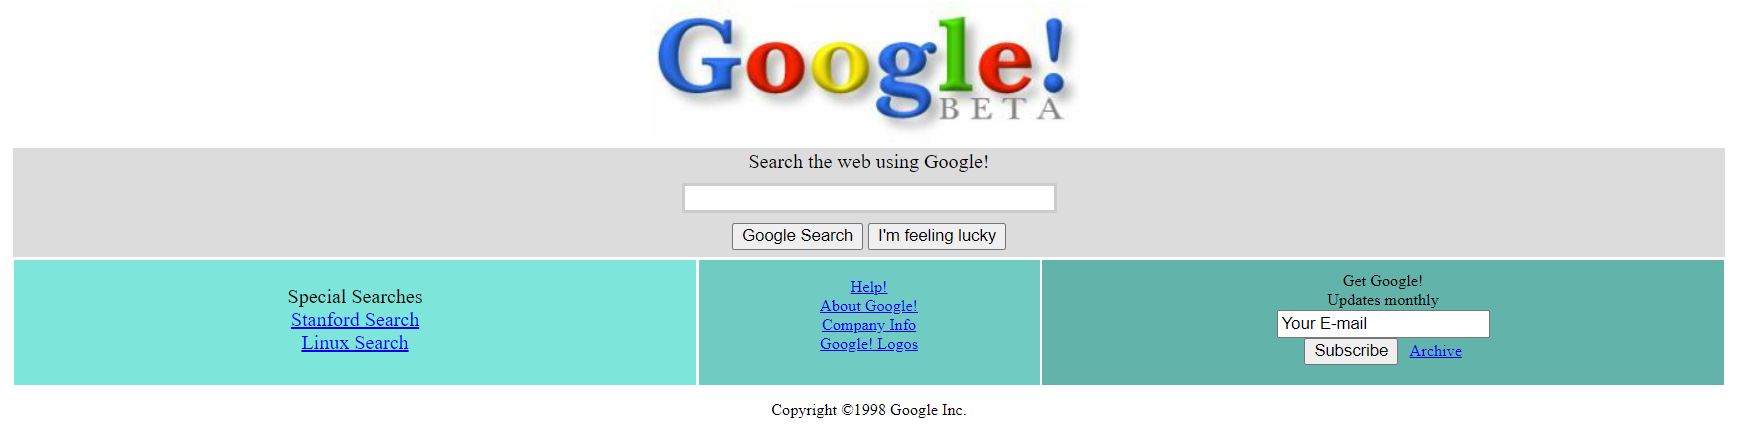 Google!
BETA
Search the web using Google!
Google Search I'm feeling lucky
Special Searches
Stanford Search
Linux Search
Help!
About Google!
Company Info
Google! Logos
Get Google!
Updates monthly
Your E-mail
Subscribe Archive
Copyright ©1998 Google Inc.